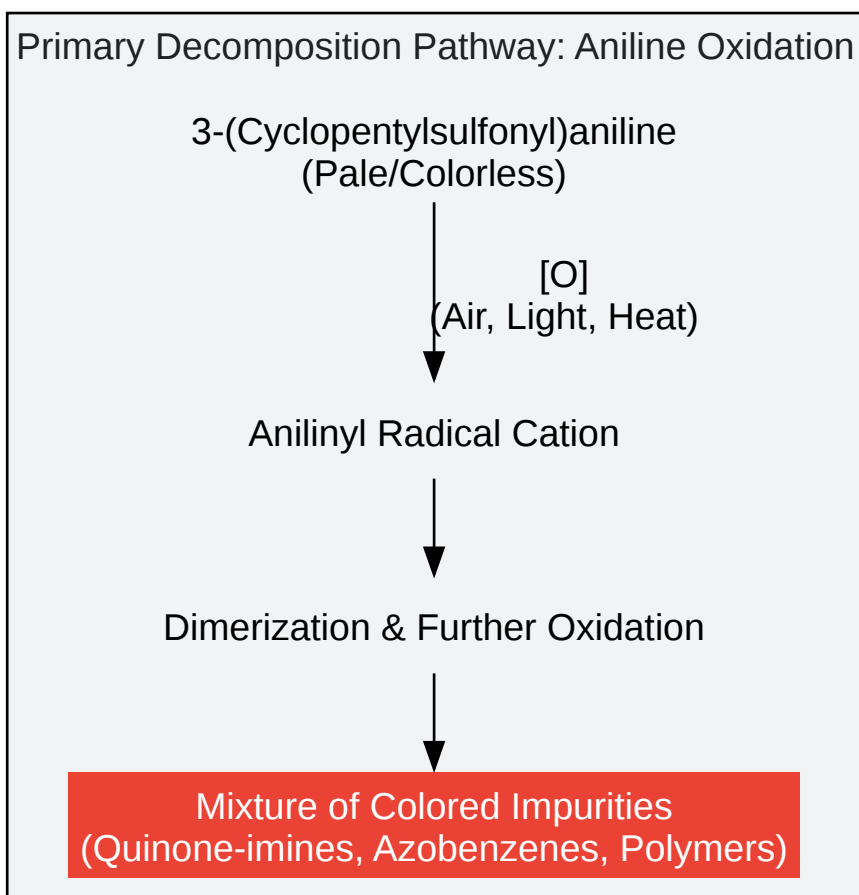 Primary Decomposition Pathway: Aniline Oxidation
3-(Cyclopentylsulfonyl)aniline
(Pale/Colorless)
[O]
(Air, Light, Heat)
Anilinyl Radical Cation
Dimerization & Further Oxidation
Mixture of Colored Impurities
(Quinone-imines, Azobenzenes, Polymers)